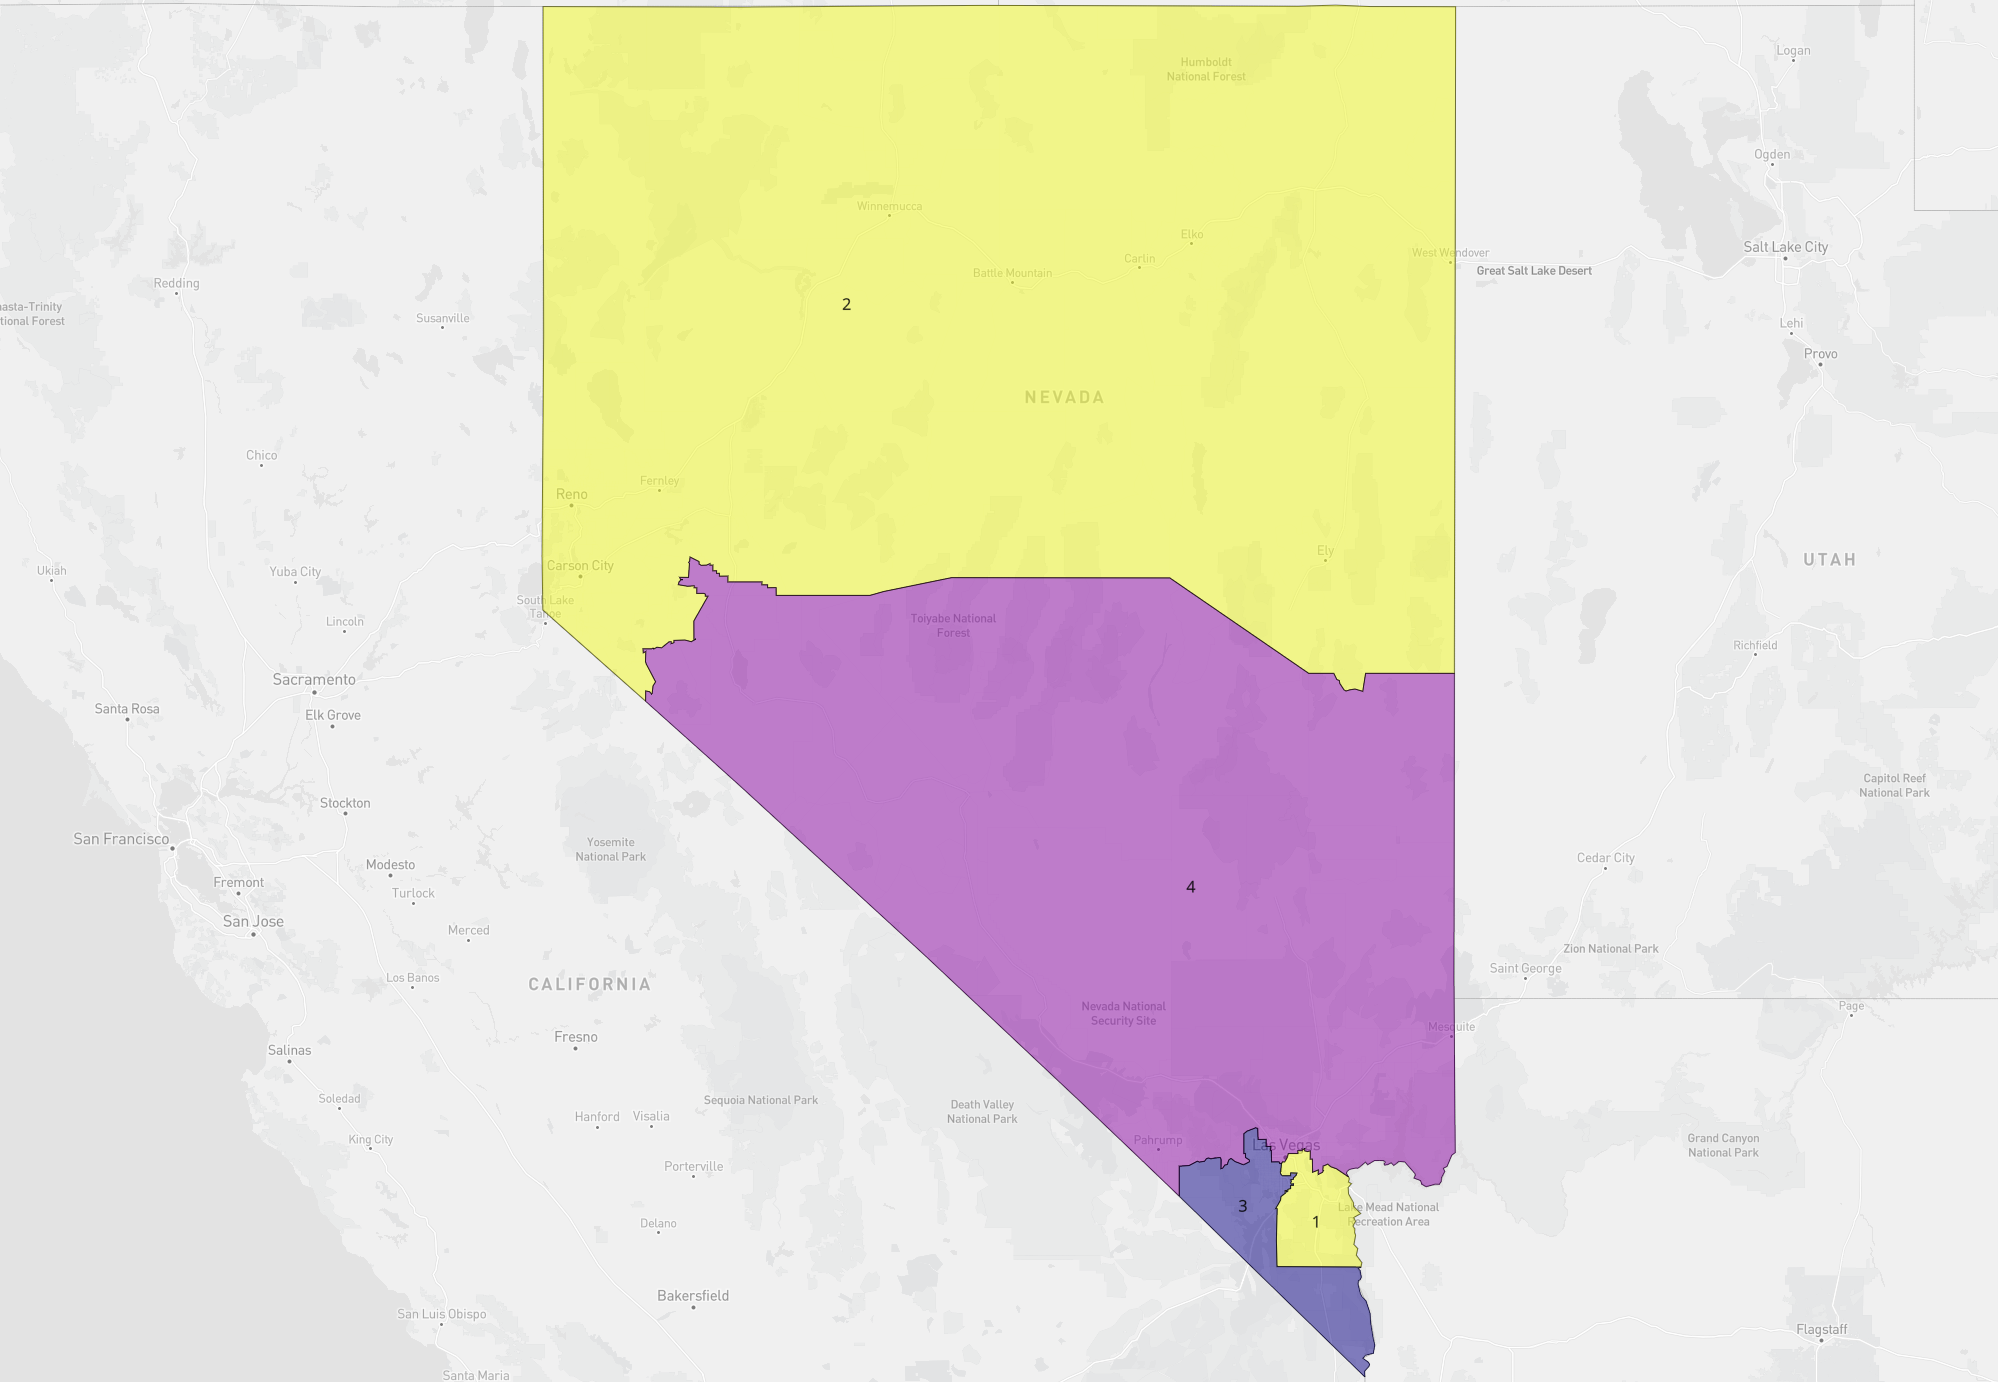 Logan
Humboldt
National Forest
Ogden
Winnemucca
Elko
Salt Lake City
West Wendover
Carlin
Great Salt Lake Desert
Battle Mountain
Redding
2
asta-Trinity
tional Forest
Susanville
Lehi
Provo
NEVADA
Chico
Fernley
Reno
Ely
UTAH
Carson City
Ukiah
Yuba City
South Lake
Tahoe
Lincoln
Toiyabe National
Forest
Richfield
Sacramento
Santa Rosa
Elk Grove
Capitol Reef
National Park
Stockton
San Francisco
Yosemite
National Park
Cedar City
Modesto
Fremont
4
Turlock
San Jose
Merced
Zion National Park
Saint George
Los Banos
CALIFORNIA
Nevada National
Security Site
Page
Mesquite
Fresno
Salinas
Soledad
Sequoia National Park
Death Valley
National Park
Hanford
Visalia
King City
Pahrump
Las Vegas
Grand Canyon
National Park
Porterville
3
Lake Mead National
Recreation Area
1
Delano
Bakersfield
San Luis Obispo
Flagstaff
Santa Maria